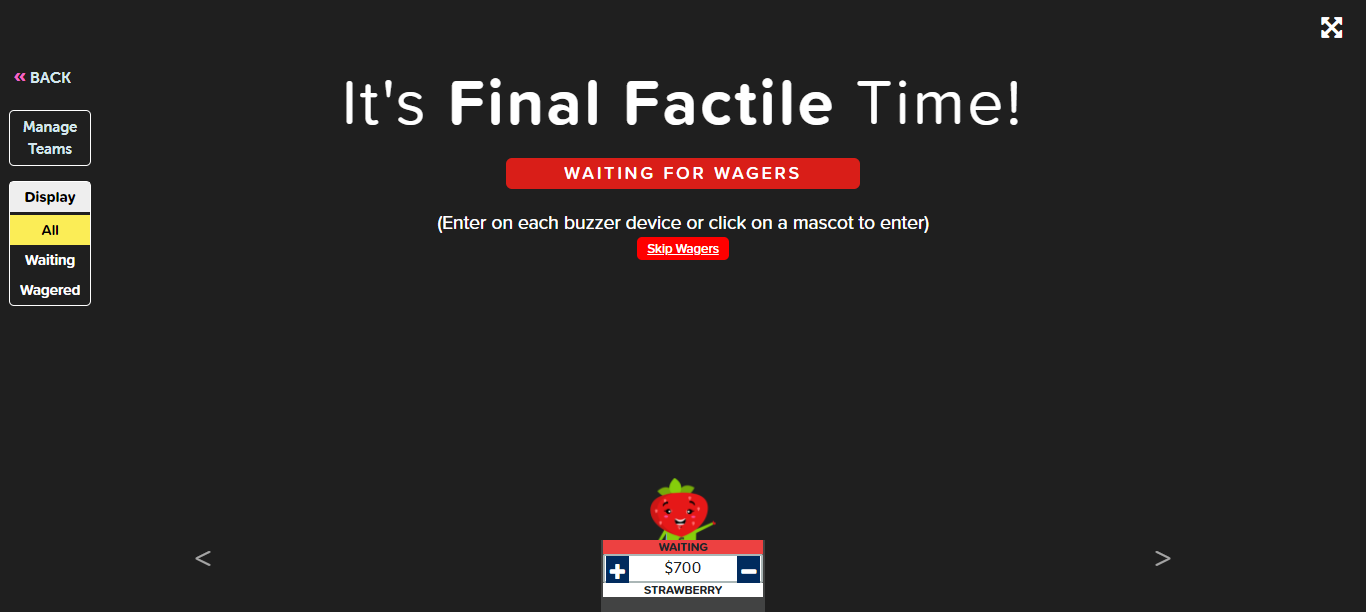 « BACK
Manage
Teams
Display
All
Waiting
Wagered
It's Final Factile Time!
WAITING FOR WAGERS
(Enter on each buzzer device or click on a mascot to enter)
Skip Wagers
<
>
WAITING
+ $700 −
STRAWBERRY